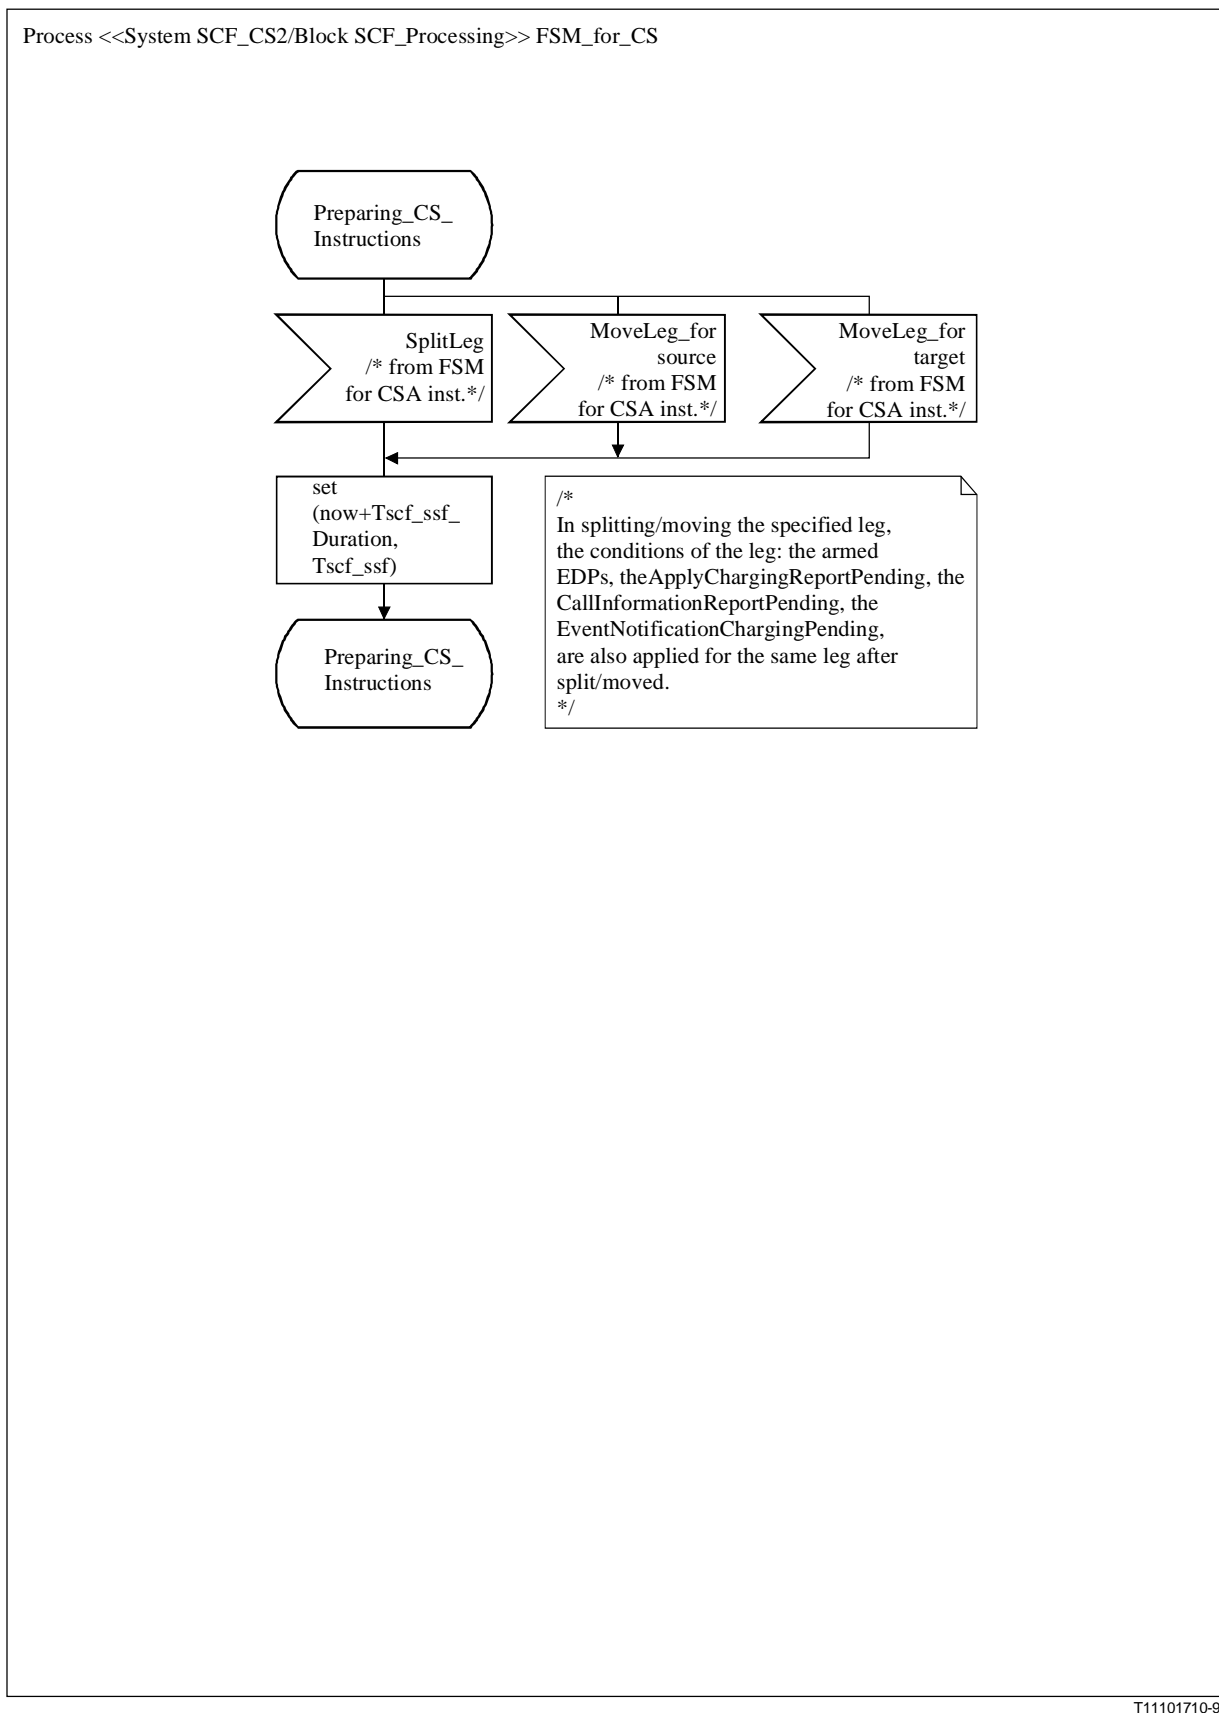 Process <<System SCF_CS2/Block SCF_Processing>> FSM_for_CS
Preparing_CS_
Instructions
SplitLeg
/* from FSM
for CSA inst.*/
MoveLeg_for
source
/* from FSM
for CSA inst.*/
MoveLeg_for
target
/* from FSM
for CSA inst.*/
set
(now+Tscf_ssf_
Duration,
Tscf_ssf)
/*
In splitting/moving the specified leg,
the conditions of the leg: the armed
EDPs, theApplyChargingReportPending, the
CallInformationReportPending, the
EventNotificationChargingPending,
are also applied for the same leg after
split/moved.
*/
Preparing_CS_
Instructions
T11101710-9